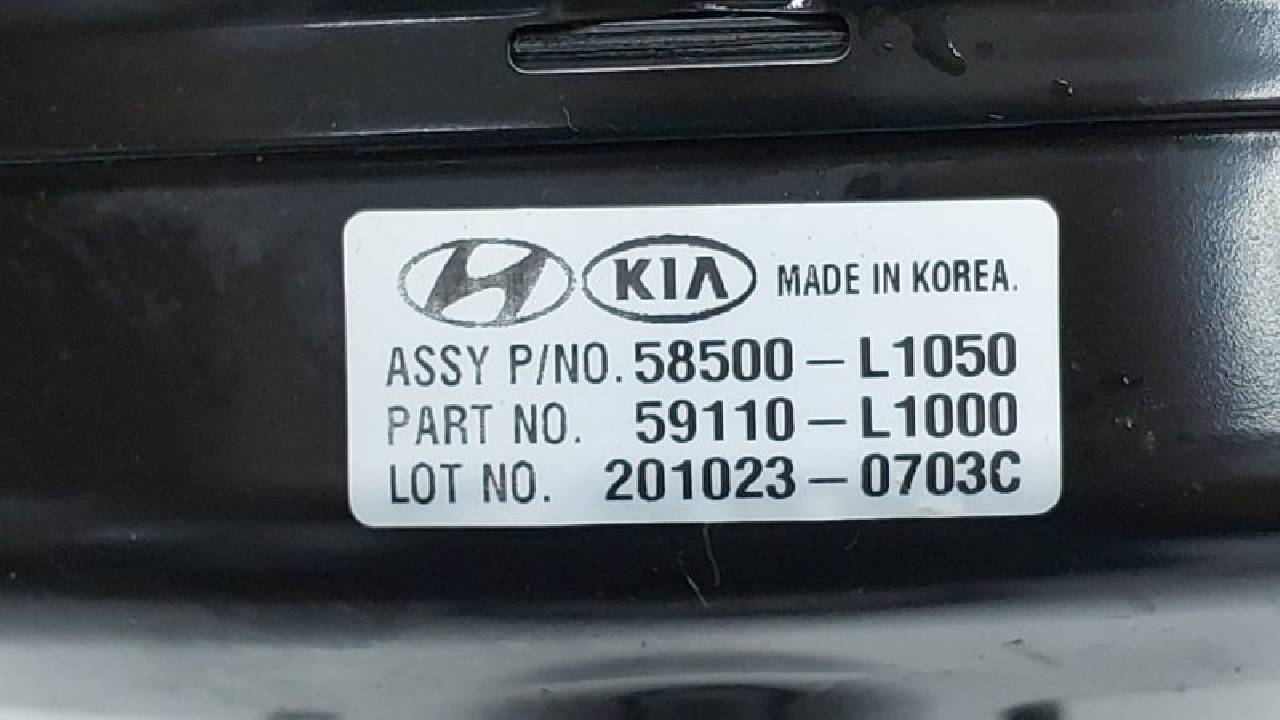 KIA MADE IN KOREA.
ASSY P/NO. 58500-L1050
PART NO. 59110-L1000
LOT NO. 201023-0703C